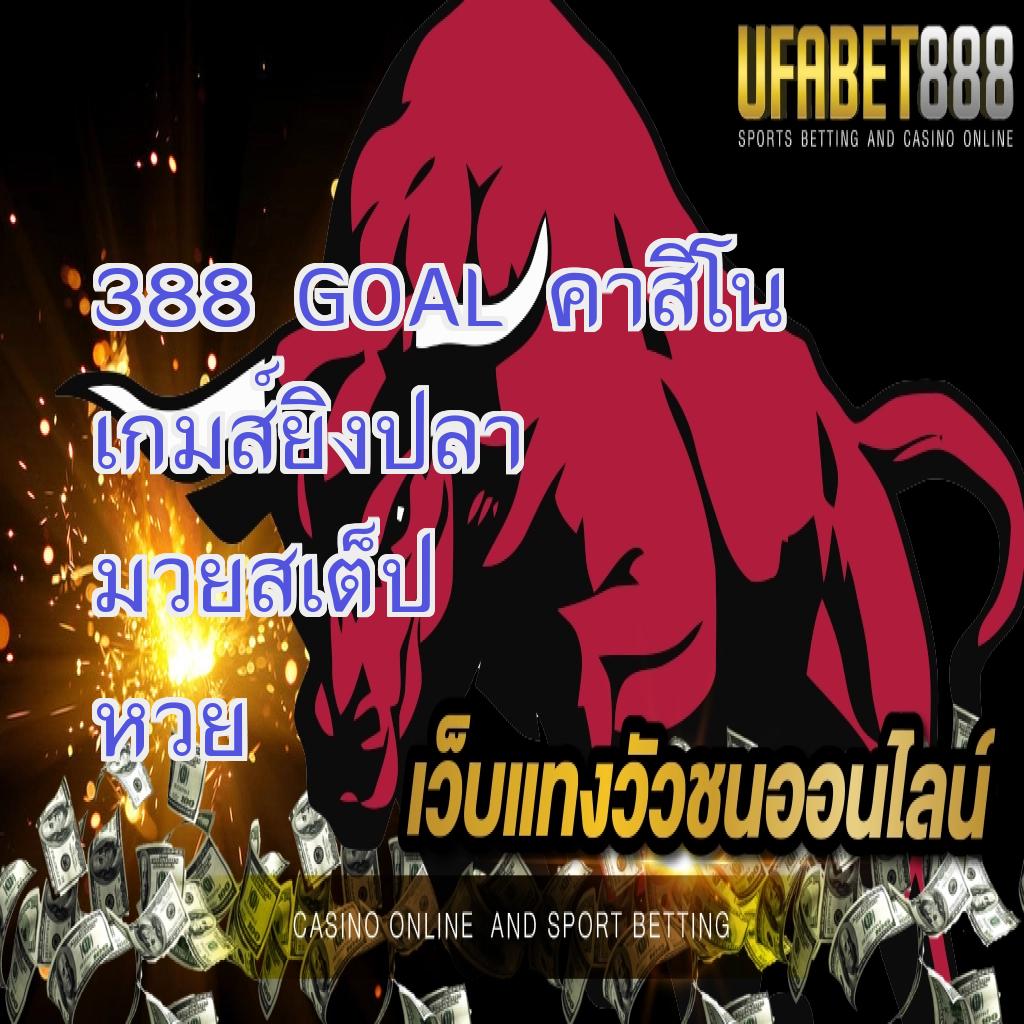 UFABET888
SPORTS BETTING AND CASINO ONLINE
388 GOAL คาสิโน
เกมส์ยิงปลา
มวยสเต็ป
หวย
เว็บแทงวัวชนออนไลน์
CASINO ONLINE AND SPORT BETTING